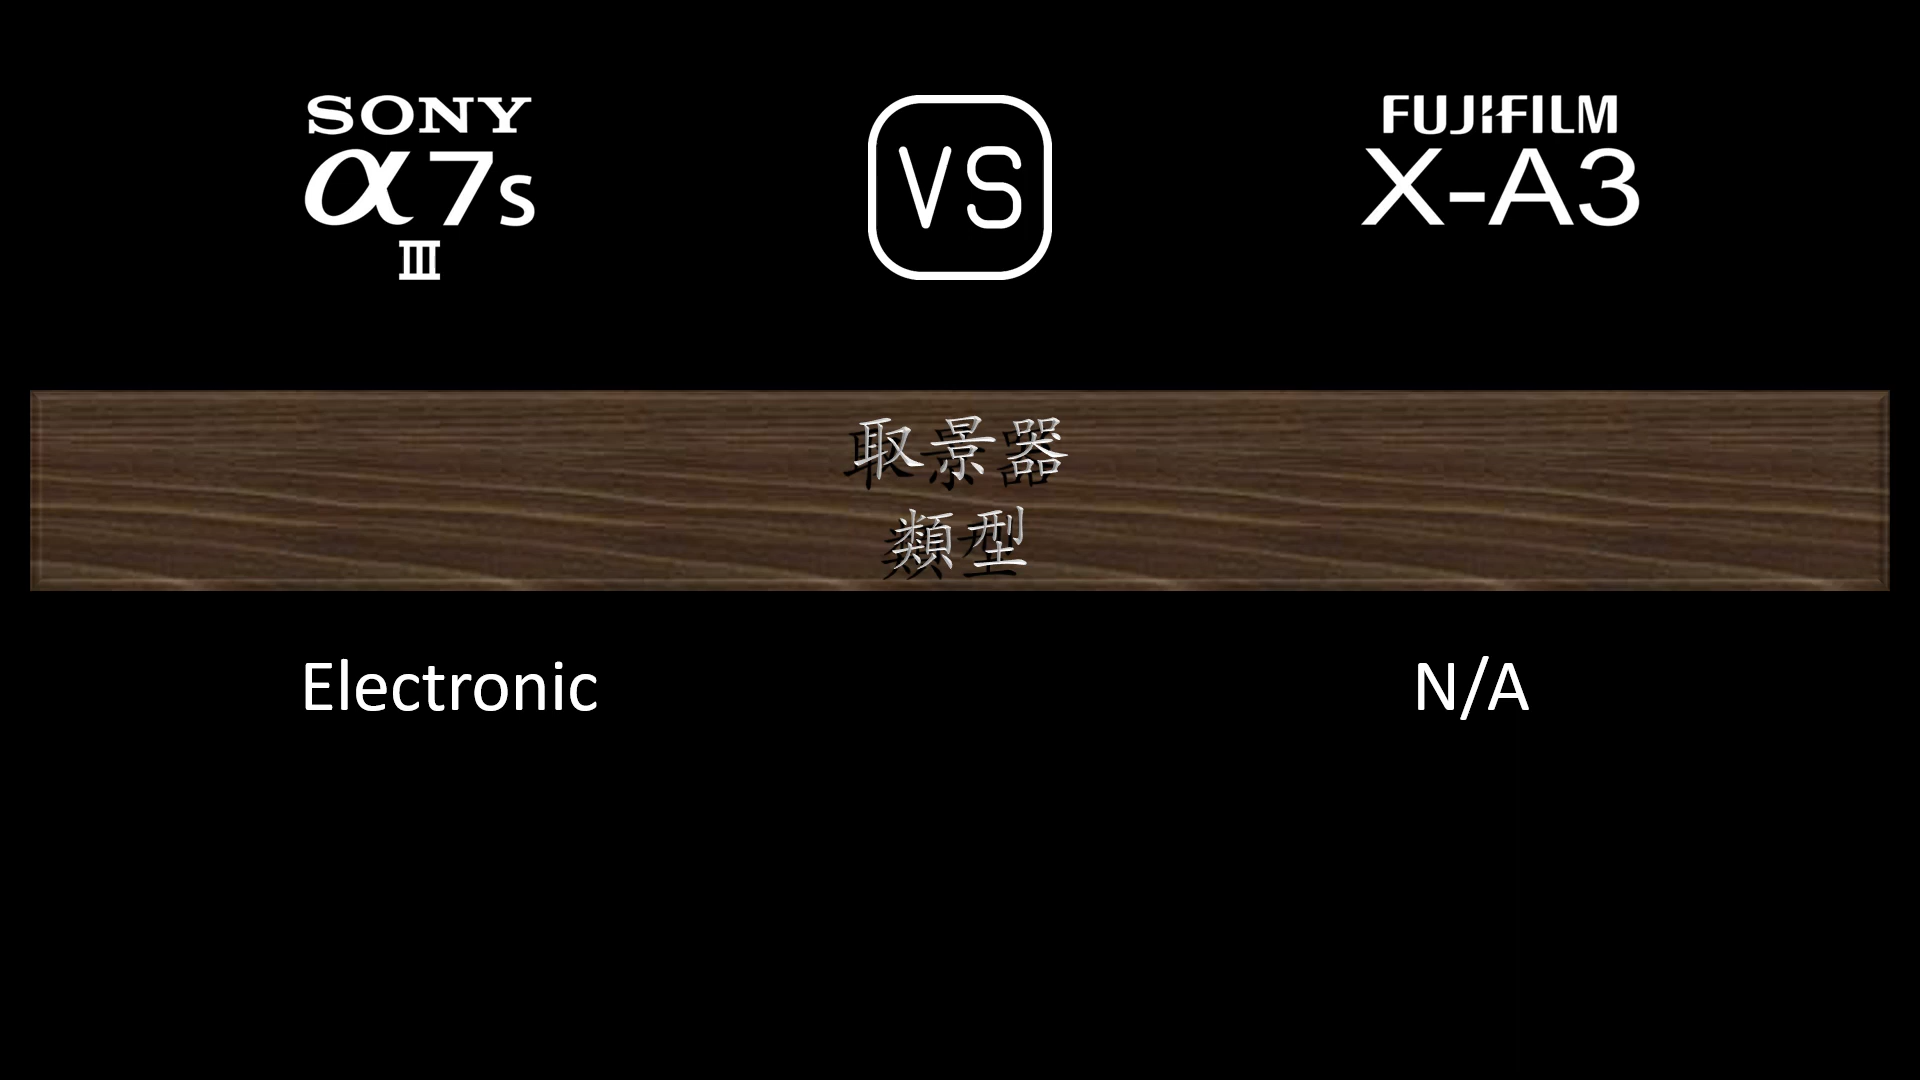 SONY
α7s
III
VS
FUJIFILM
X-A3
取景器
類型
Electronic
N/A